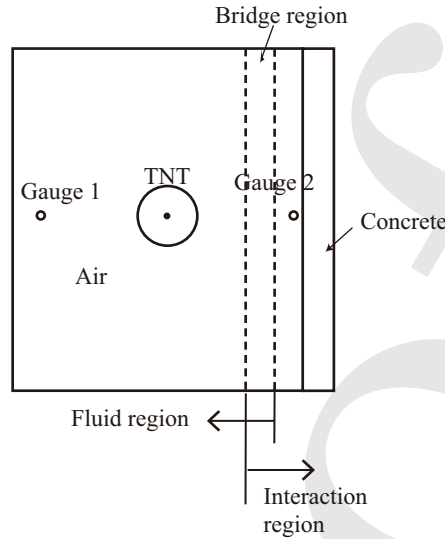 Bridge region
TNT
Gauge 1
Gauge 2
Concrete
Air
Fluid region
Interaction
region